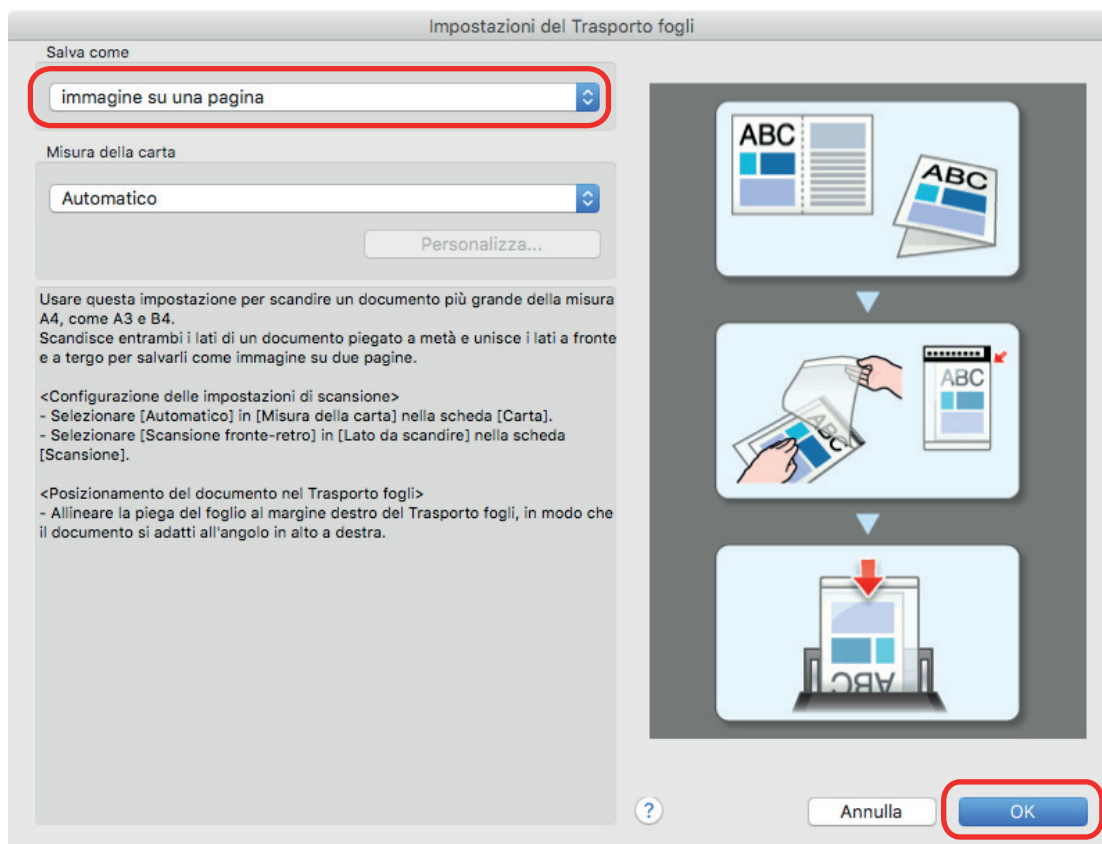 Impostazioni del Trasporto fogli
Salva come
immagine su una pagina
Misura della carta
Automatico
Personalizza...
Usare questa impostazione per scandire un documento più grande della misura
A4, come A3 e B4.
Scandisce entrambi i lati di un documento piegato a metà e unisce i lati a fronte
e a tergo per salvarli come immagine su due pagine.
<Configurazione delle impostazioni di scansione>
- Selezionare [Automatico] in [Misura della carta] nella scheda [Carta].
- Selezionare [Scansione fronte-retro] in [Lato da scandire] nella scheda
[Scansione].
<Posizionamento del documento nel Trasporto fogli>
- Allineare la piega del foglio al margine destro del Trasporto fogli, in modo che
il documento si adatti all'angolo in alto a destra.
ABC
ABC
ABC
ABC
ABC
?
Annulla
OK